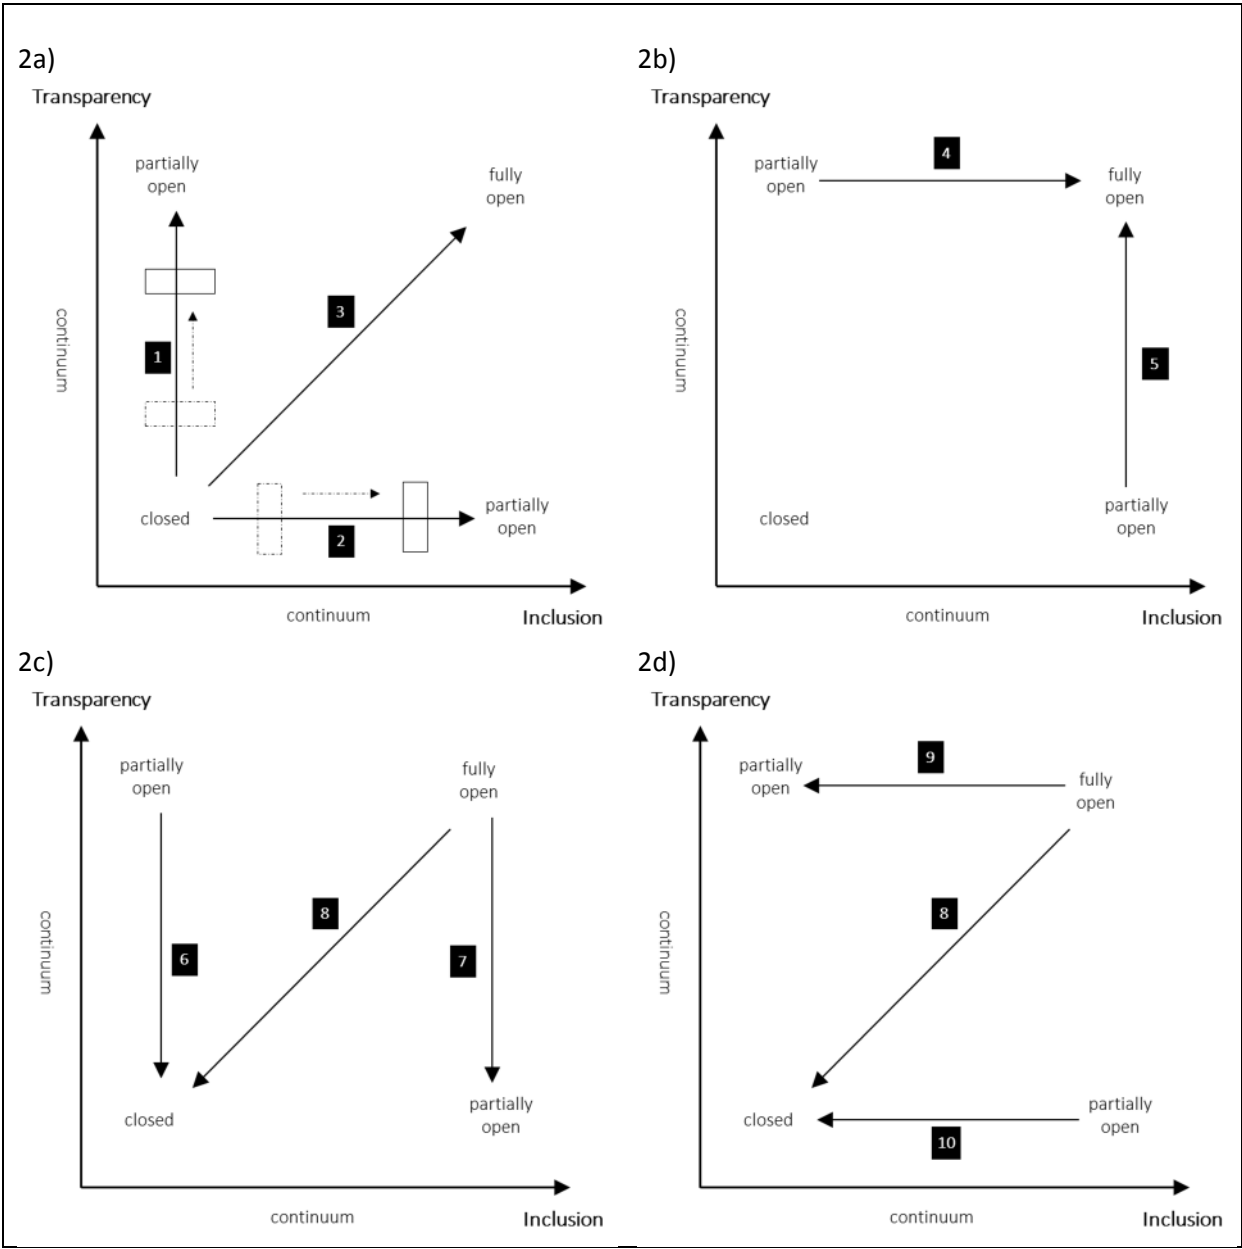 2a)
Transparency
partially
open
fully
open
3
continuum
1
closed
partially
open
2
continuum
Inclusion
2b)
Transparency
partially
open
4
fully
open
continuum
5
closed
partially
open
continuum
Inclusion
2c)
Transparency
partially
open
fully
open
8
continuum
6
7
closed
partially
open
continuum
Inclusion
2d)
Transparency
partially
open
9
fully
open
8
continuum
closed
partially
open
10
continuum
Inclusion